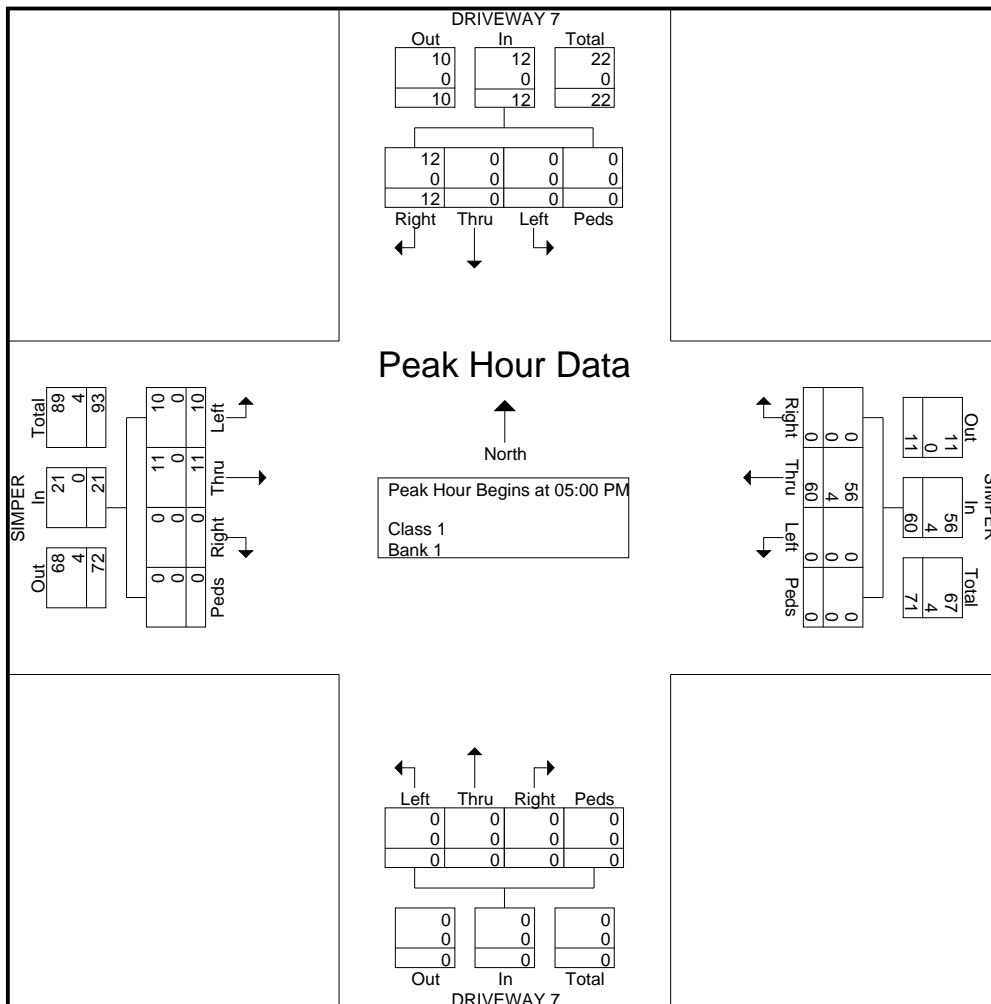 DRIVEWAY 7
Out In Total
10 12 22
0 0 0
10 12 22
12 0 0 0
0 0 0 0
12 0 0 0
Right Thru Left Peds
Peak Hour Data
North
Peak Hour Begins at 05:00 PM
Class 1
Bank 1
SIMPER
Out In Total
68 21 89
4 0 4
72 21 93
Peds Right Thru Left
0 0 11 10
0 0 0 0
0 0 11 10
SIMPER
Out In Total
11 56 67
0 4 4
11 60 71
Right Thru Left Peds
0 56 0 0
0 4 0 0
0 60 0 0
Left Thru Right Peds
0 0 0 0
0 0 0 0
0 0 0 0
0 0 0
0 0 0
0 0 0
Out In Total
DRIVEWAY 7